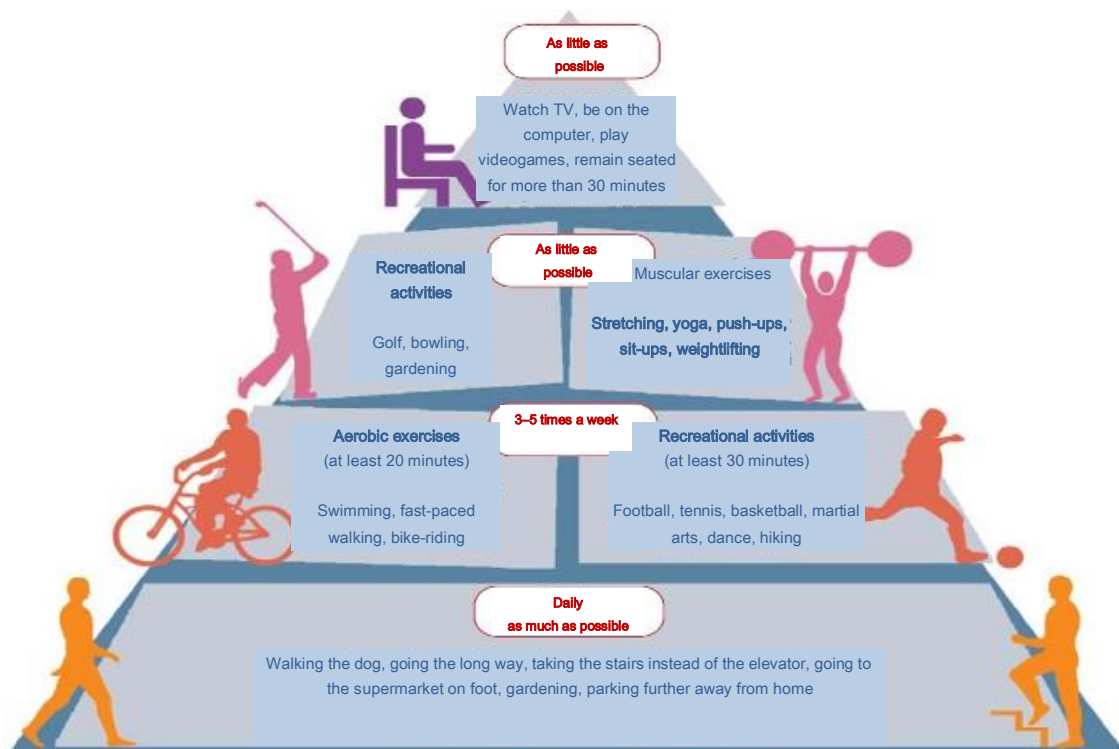 As little as
possible
Watch TV, be on the
computer, play
videogames, remain seated
for more than 30 minutes
As little as
possible
Recreational
activities
Golf, bowling,
gardening
Muscular exercises
Stretching, yoga, push-ups,
sit-ups, weightlifting
3–5 times a week
Aerobic exercises
(at least 20 minutes)
Swimming, fast-paced
walking, bike-riding
Recreational activities
(at least 30 minutes)
Football, tennis, basketball, martial
arts, dance, hiking
Daily
as much as possible
Walking the dog, going the long way, taking the stairs instead of the elevator, going to
the supermarket on foot, gardening, parking further away from home